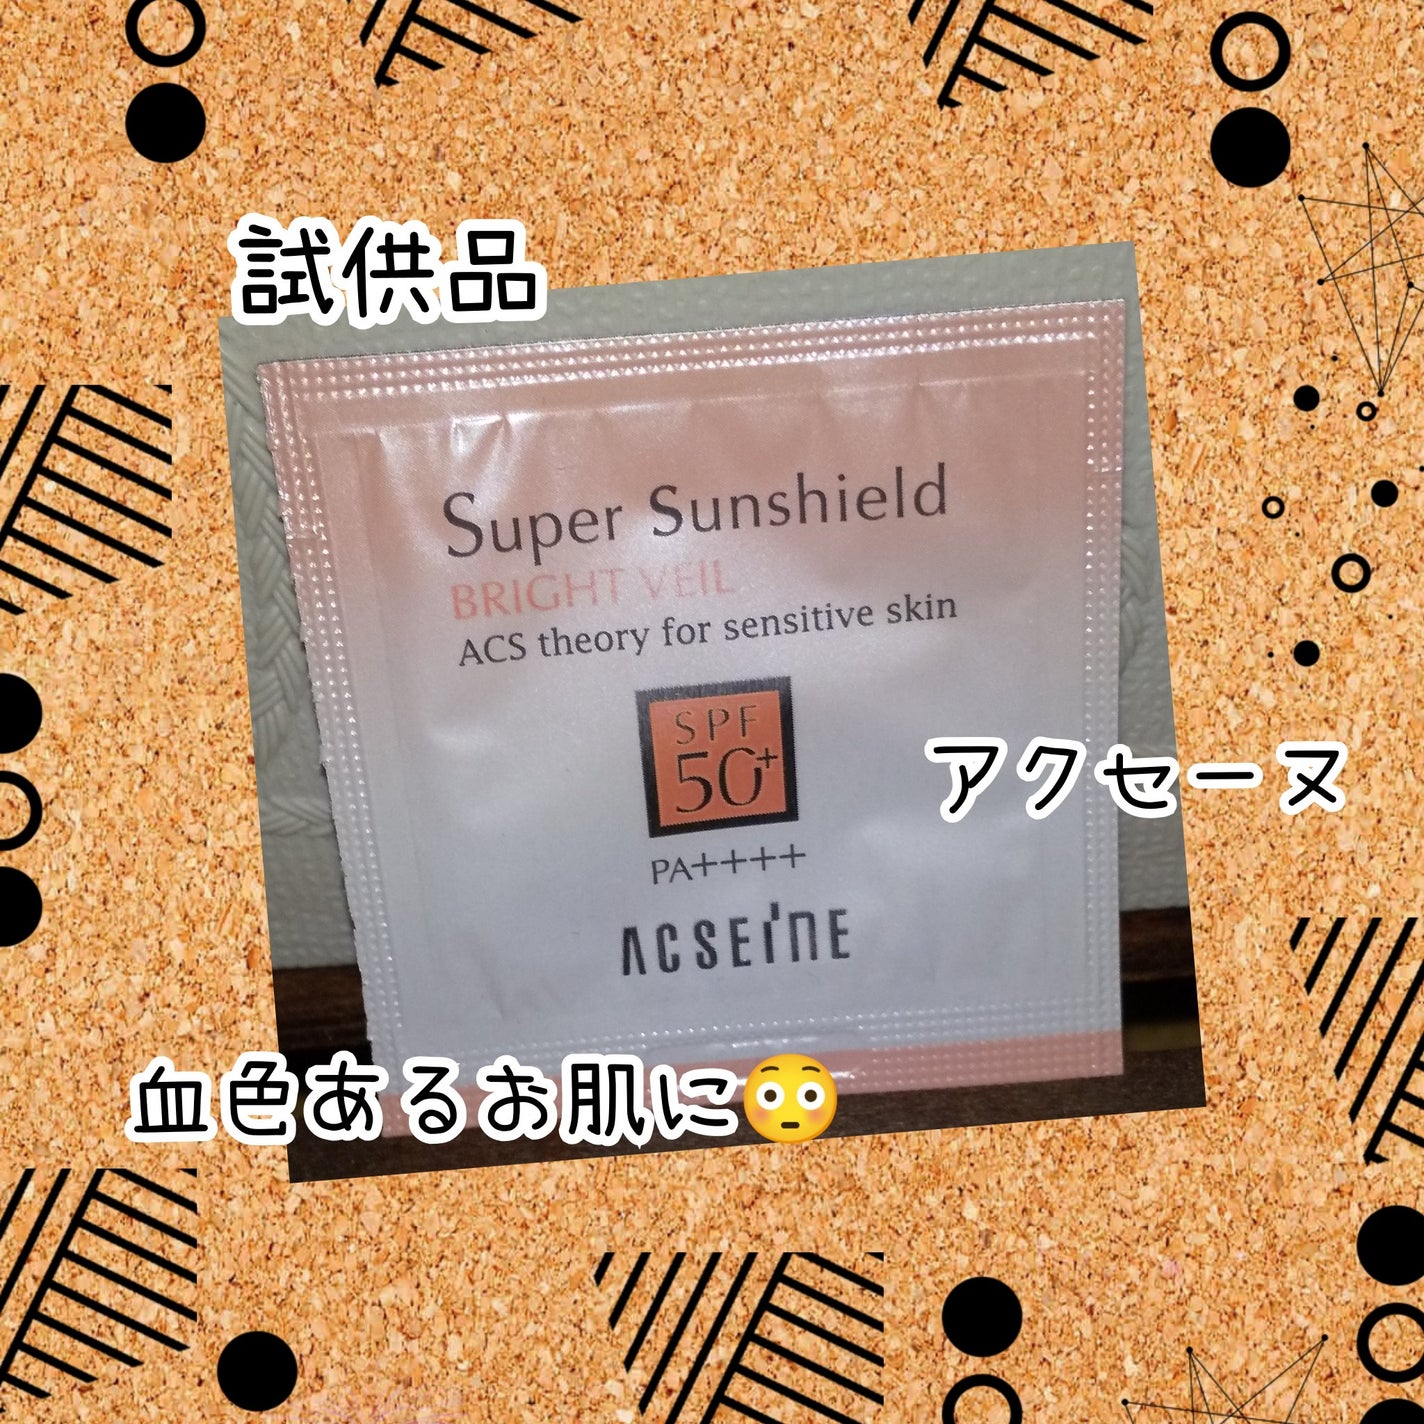 試供品
Super Sunshield
BRIGHT VEIL
ACS theory for sensitive skin
SPF
50+
アクセーヌ
PA++++
ACSEINE
血色あるお肌に😳